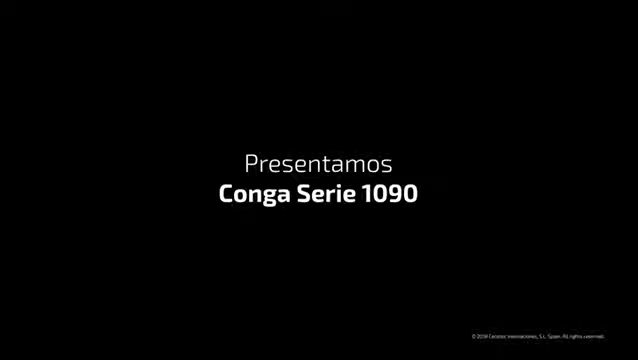 Presentamos
Conga Serie 1090
© 2019 Cecotec Innovaciones, S.L. Spain. All rights reserved.